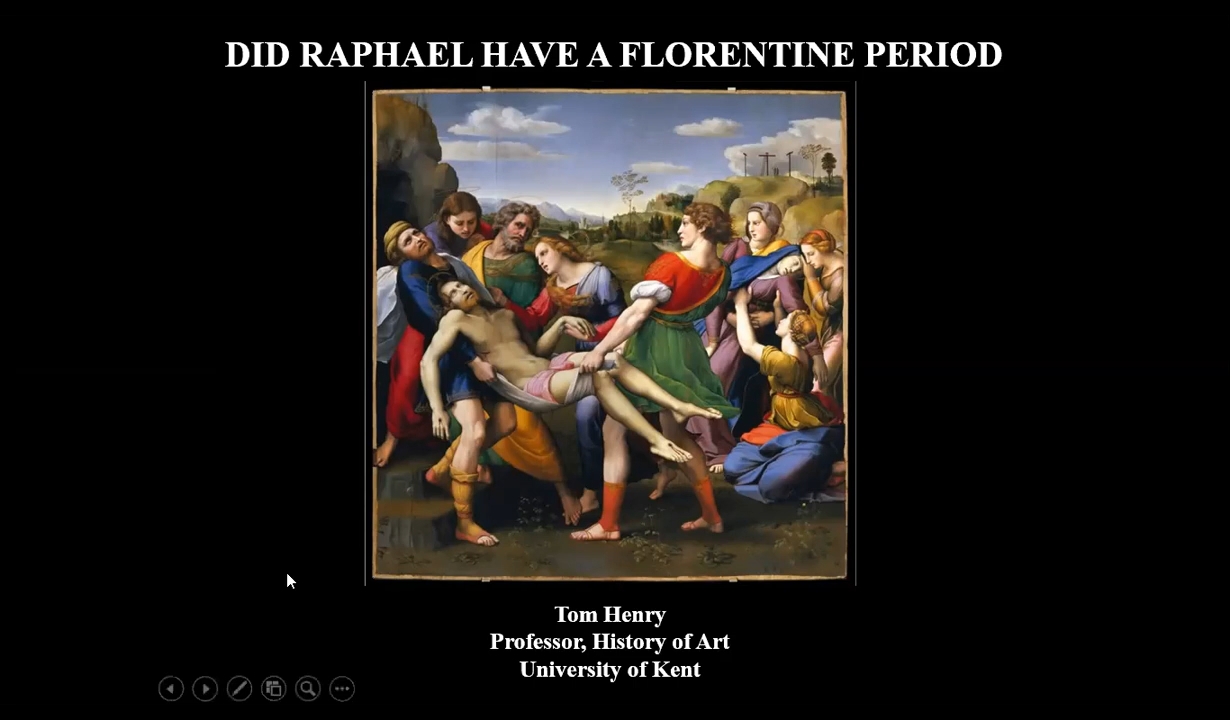 DID RAPHAEL HAVE A FLORENTINE PERIOD
Tom Henry
Professor, History of Art
University of Kent